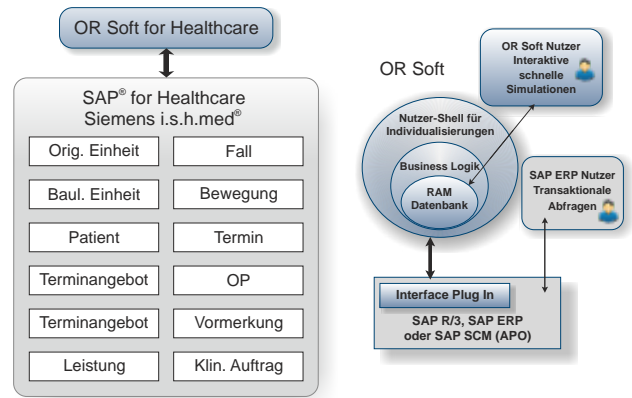 OR Soft for Healthcare
SAP® for Healthcare
Siemens i.s.h.med®
Orig. Einheit
Fall
Baul. Einheit
Bewegung
Patient
Termin
Terminangebot
OP
Terminangebot
Vormerkung
Leistung
Klin. Auftrag
OR Soft
OR Soft Nutzer
Interaktive
schnelle
Simulationen
Nutzer-Shell für
Individualisierungen
Business Logik
RAM
Datenbank
SAP ERP Nutzer
Transaktionale
Abfragen
Interface Plug In
SAP R/3, SAP ERP
oder SAP SCM (APO)